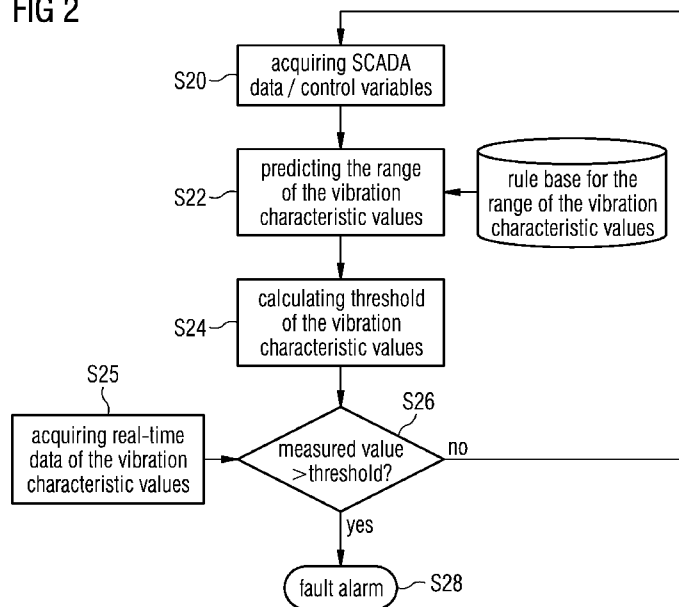 FIG 2
acquiring SCADA
data / control variables
S20
predicting the range
of the vibration
characteristic values
S22
rule base for the
range of the vibration
characteristic values
calculating threshold
of the vibration
characteristic values
S24
S25
acquiring real-time
data of the vibration
characteristic values
S26
measured value
>threshold?
no
yes
fault alarm
S28